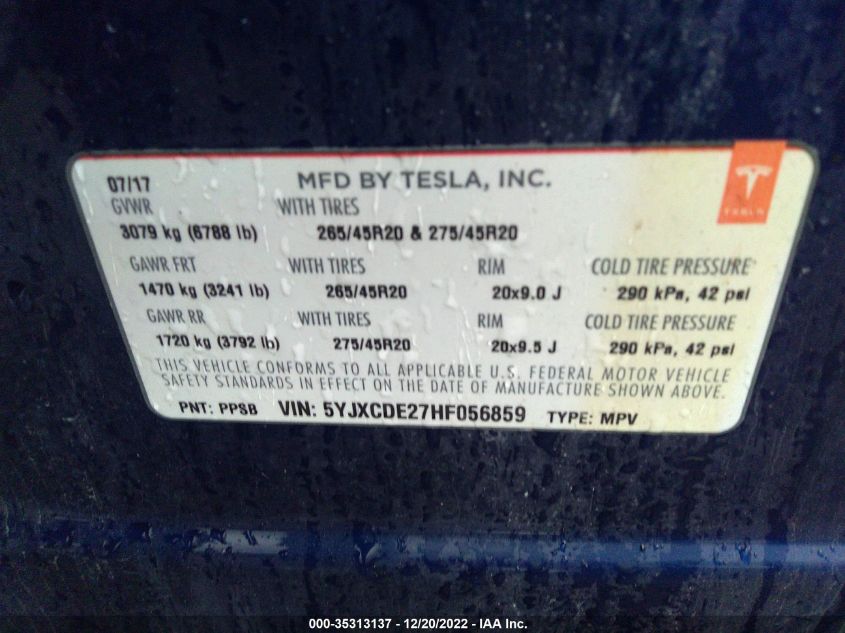 07/17 MFD BY TESLA, INC.
TESLA
GVWR WITH TIRES
3079 kg (6788 lb) 265/45R20 & 275/45R20
GAWR FRT WITH TIRES RIM COLD TIRE PRESSURE
1470 kg (3241 lb) 265/45R20 20x9.0 J 290 kPa, 42 psi
GAWR RR WITH TIRES RIM COLD TIRE PRESSURE
1720 kg (3792 lb) 275/45R20 20x9.5 J 290 kPa, 42 psi
THIS VEHICLE CONFORMS TO ALL APPLICABLE U.S. FEDERAL MOTOR VEHICLE
SAFETY STANDARDS IN EFFECT ON THE DATE OF MANUFACTURE SHOWN ABOVE.
PNT: PPSB VIN: 5YJXCDE27HF056859 TYPE: MPV
000-35313137 - 12/20/2022 - IAA Inc.